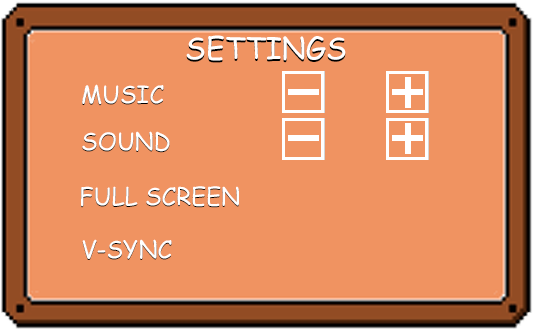 SETTINGS
MUSIC − +
SOUND − +
FULL SCREEN
V-SYNC